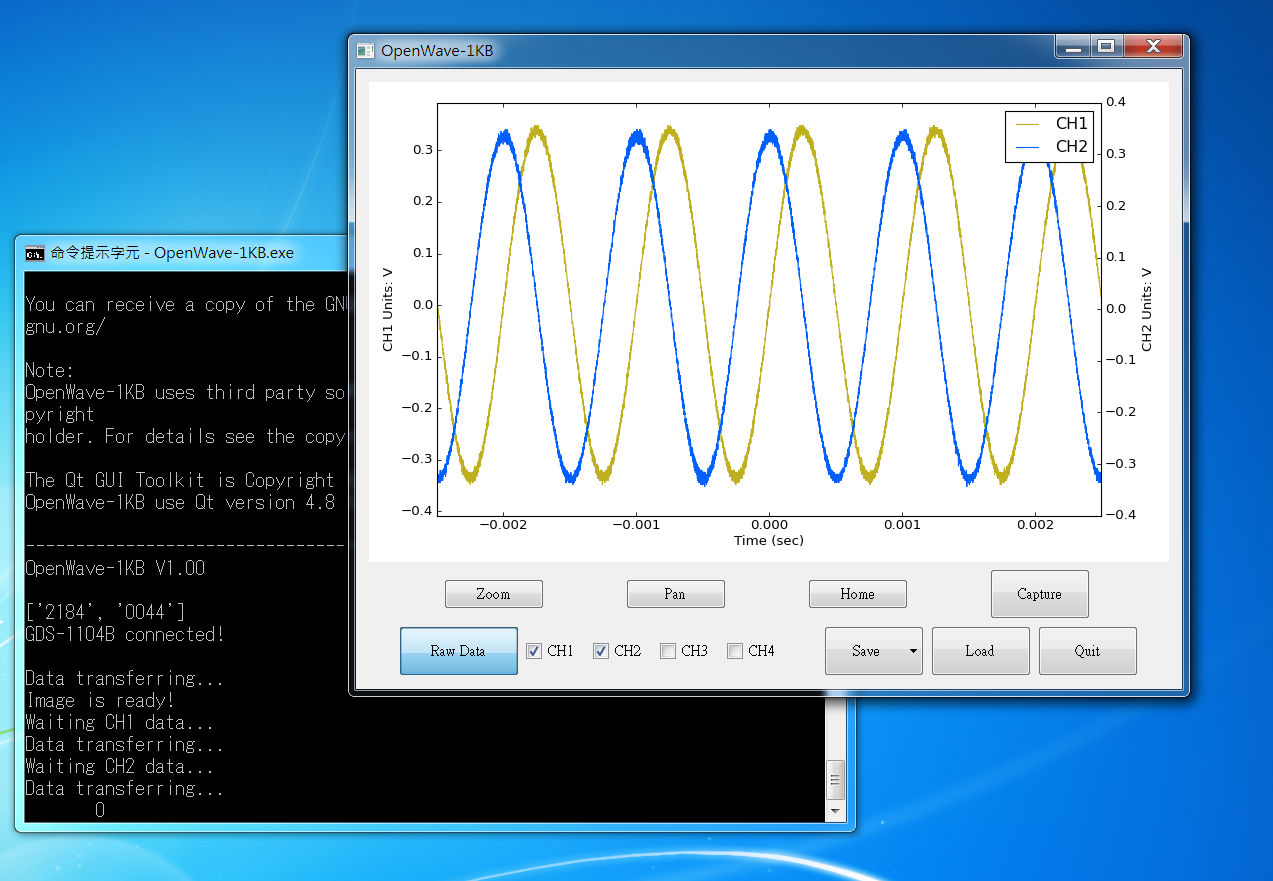 OpenWave-1KB
CH1
CH2
0.3
0.2
0.1
0.0
−0.1
−0.2
−0.3
−0.4
CH1 Units: V
0.4
0.3
0.2
0.1
0.0
−0.1
−0.2
−0.3
−0.4
CH2 Units: V
−0.002 −0.001 0.000 0.001 0.002
Time (sec)
Zoom Pan Home Capture
Raw Data CH1 CH2 CH3 CH4 Save Load Quit
命令提示字元 - OpenWave-1KB.exe
You can receive a copy of the GNU
gnu.org/
Note:
OpenWave-1KB uses third party so
pyright
holder. For details see the copy
The Qt GUI Toolkit is Copyright
OpenWave-1KB use Qt version 4.8
--------------------------------
OpenWave-1KB V1.00
['2184', '0044']
GDS-1104B connected!
Data transferring...
Image is ready!
Waiting CH1 data...
Data transferring...
Waiting CH2 data...
Data transferring...
0